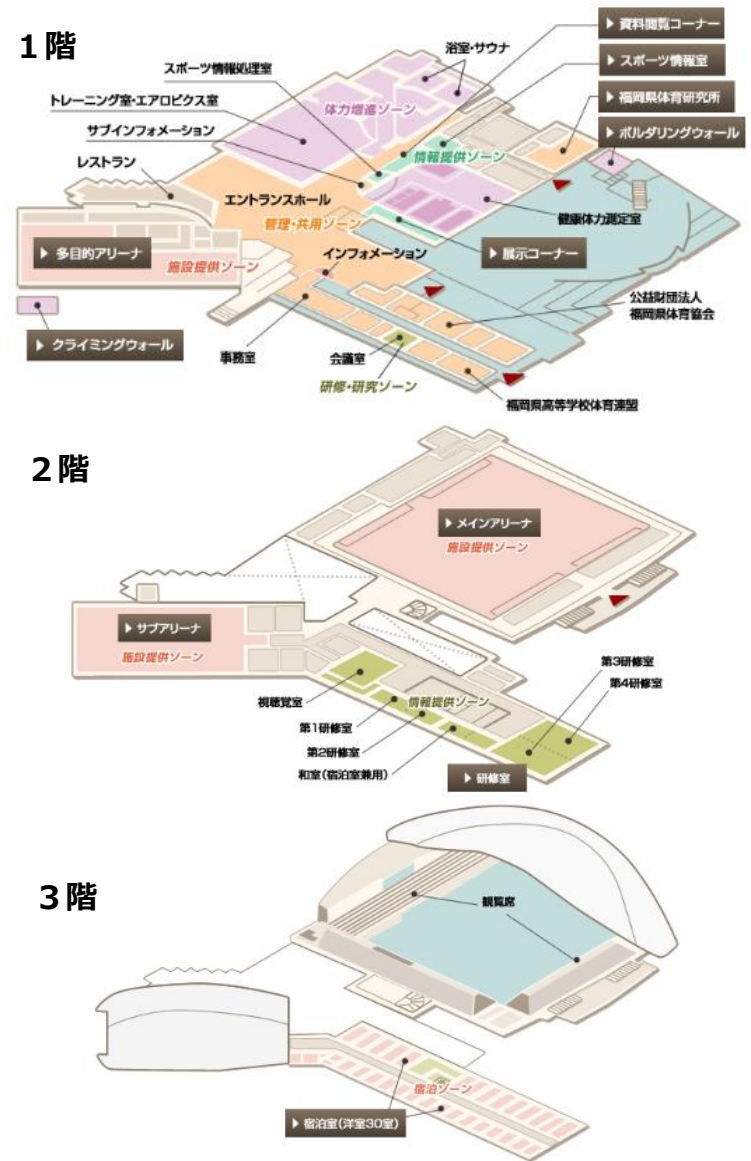 1階
▶ 資料閲覧コーナー
浴室・サウナ
スポーツ情報処理室
▶ スポーツ情報室
トレーニング室・エアロビクス室
▶ 福岡県体育研究所
体力増進ゾーン
サブインフォメーション
▶ ボルダリングウォール
レストラン
情報提供ゾーン
エントランスホール
管理・共用ゾーン
健康体力測定室
▶ 多目的アリーナ
施設提供ゾーン
インフォメーション
▶ 展示コーナー
公益財団法人
福岡県体育協会
▶ クライミングウォール
事務室
会議室
研修・研究ゾーン
福岡県高等学校体育連盟
2階
▶ メインアリーナ
施設提供ゾーン
▶ サブアリーナ
施設提供ゾーン
第3研修室
第4研修室
視聴覚室
情報提供ゾーン
第1研修室
第2研修室
和室(宿泊室兼用)
▶ 研修室
3階
観覧席
宿泊ゾーン
▶ 宿泊室(洋室30室)